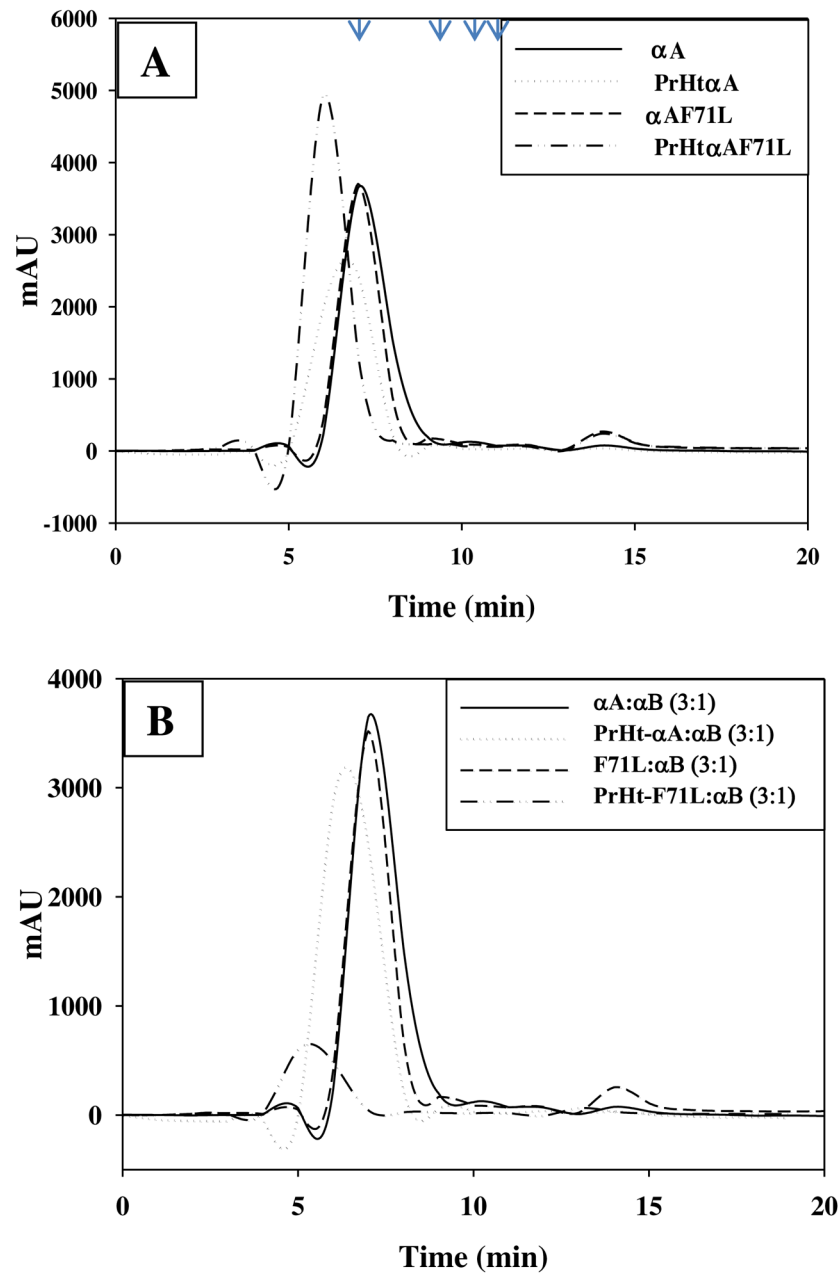 A
6000
5000
4000
3000
2000
1000
0
-1000
mAU
αA
PrHtαA
αAF71L
PrHtαAF71L
0 5 10 15 20
Time (min)
B
4000
3000
2000
1000
0
mAU
αA:αB (3:1)
PrHt-αA:αB (3:1)
F71L:αB (3:1)
PrHt-F71L:αB (3:1)
0 5 10 15 20
Time (min)